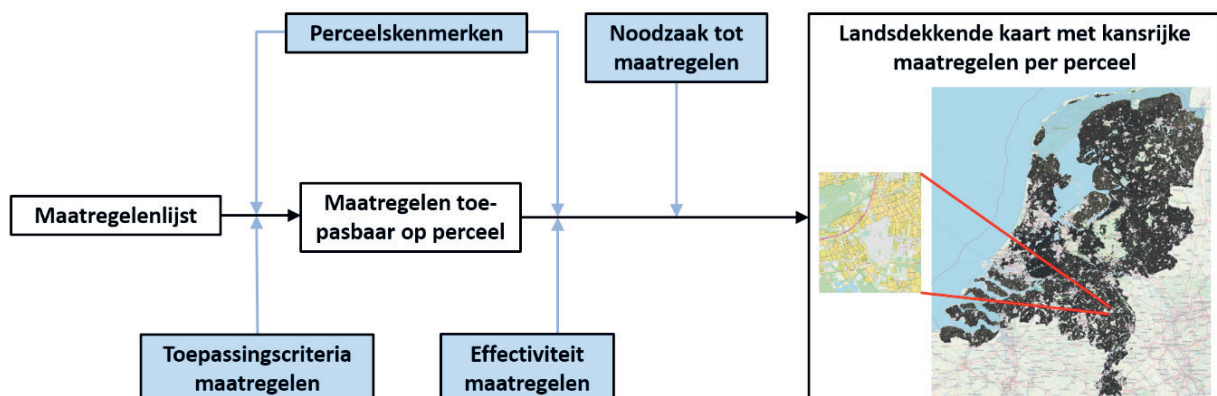 Perceelskenmerken
Noodzaak tot
maatregelen
Landsdekkende kaart met kansrijke
maatregelen per perceel
Maatregelenlijst
Maatregelen toe-
pasbaar op perceel
Toepassingscriteria
maatregelen
Effectiviteit
maatregelen